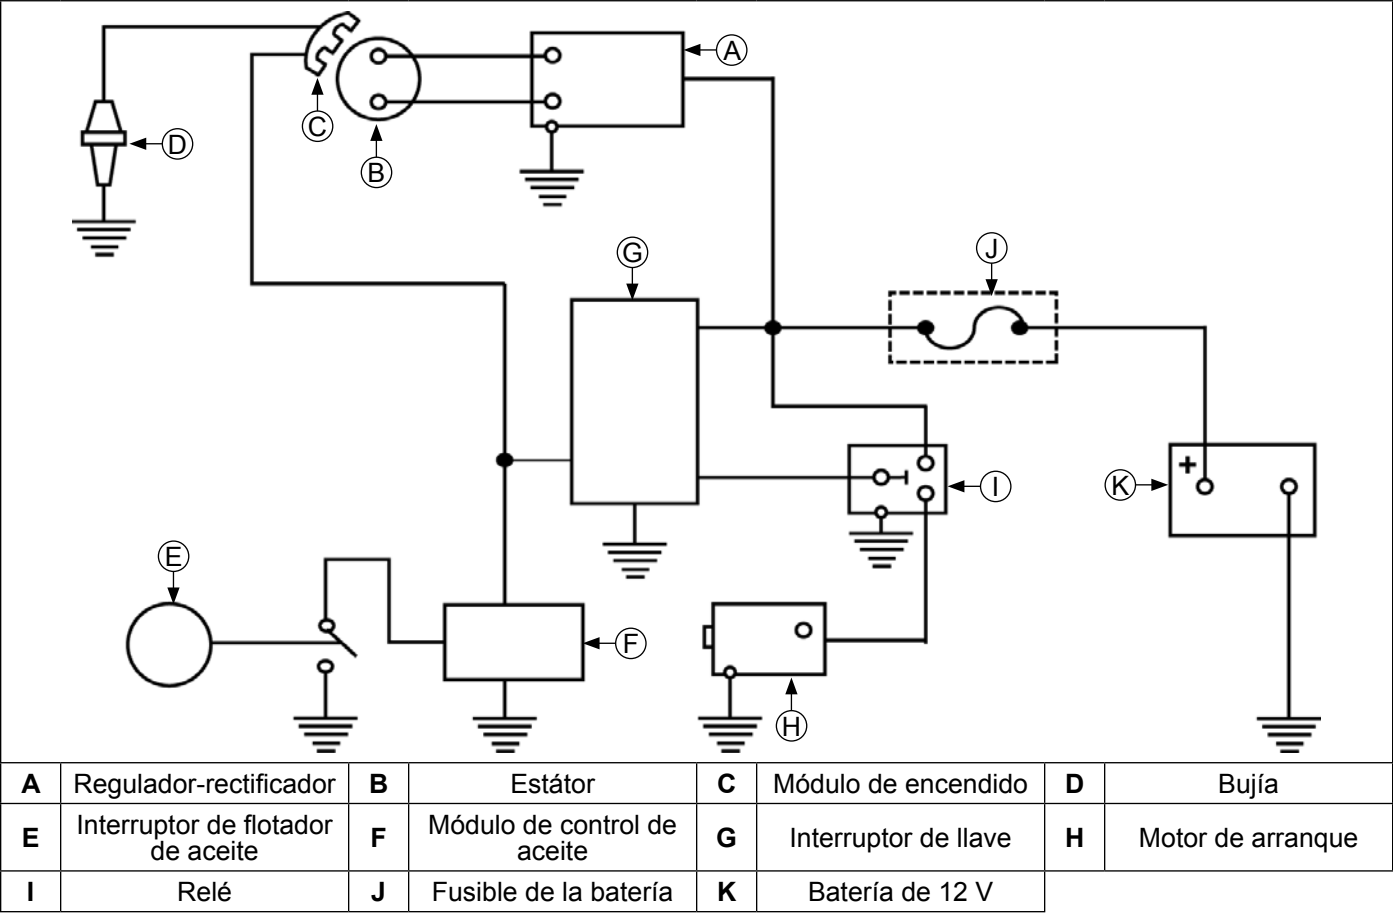 A
C
D
B
G
J
+
K
I
E
F
H
A Regulador-rectificador B Estátor C Módulo de encendido D Bujía
E Interruptor de flotador de aceite F Módulo de control de aceite G Interruptor de llave H Motor de arranque
I Relé J Fusible de la batería K Batería de 12 V